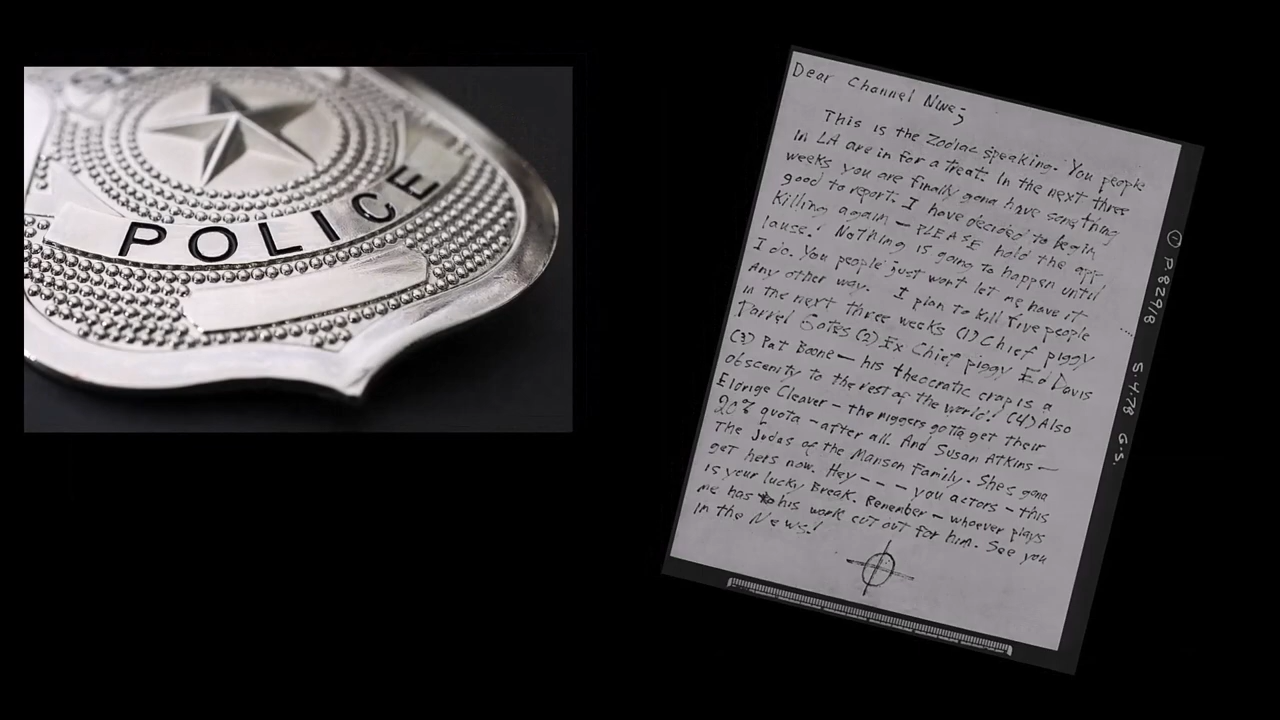 POLICE
Dear Channel Nine;
This is the Zodiac speaking. You people
in LA are in for a treat. In the next three
weeks you are finally gona have something
good to report. I have decided to begin
killing again - PLEASE hold the app
lause! Nothing is going to happen until
I do. You people just wont let me have it
any other way. I plan to kill five people
in the next three weeks (1) Chief piggy
Darrel Gates (2) Ex Chief piggy Ed Davis
(3) Pat Boone - his theocratic crap is a
obscenity to the rest of the world! (4) Also
Eldrige Cleaver - the niggers gotta get their
20% quota - after all. And Susan Atkins -
The Judas of the Manson Family. Shes gona
get hers now. Hey --- you actors - this
is your lucky Break. Remember - whoever plays
me has his work cut out for him. See you
in the News!
1 P-8291B 5-4-78 G.S.